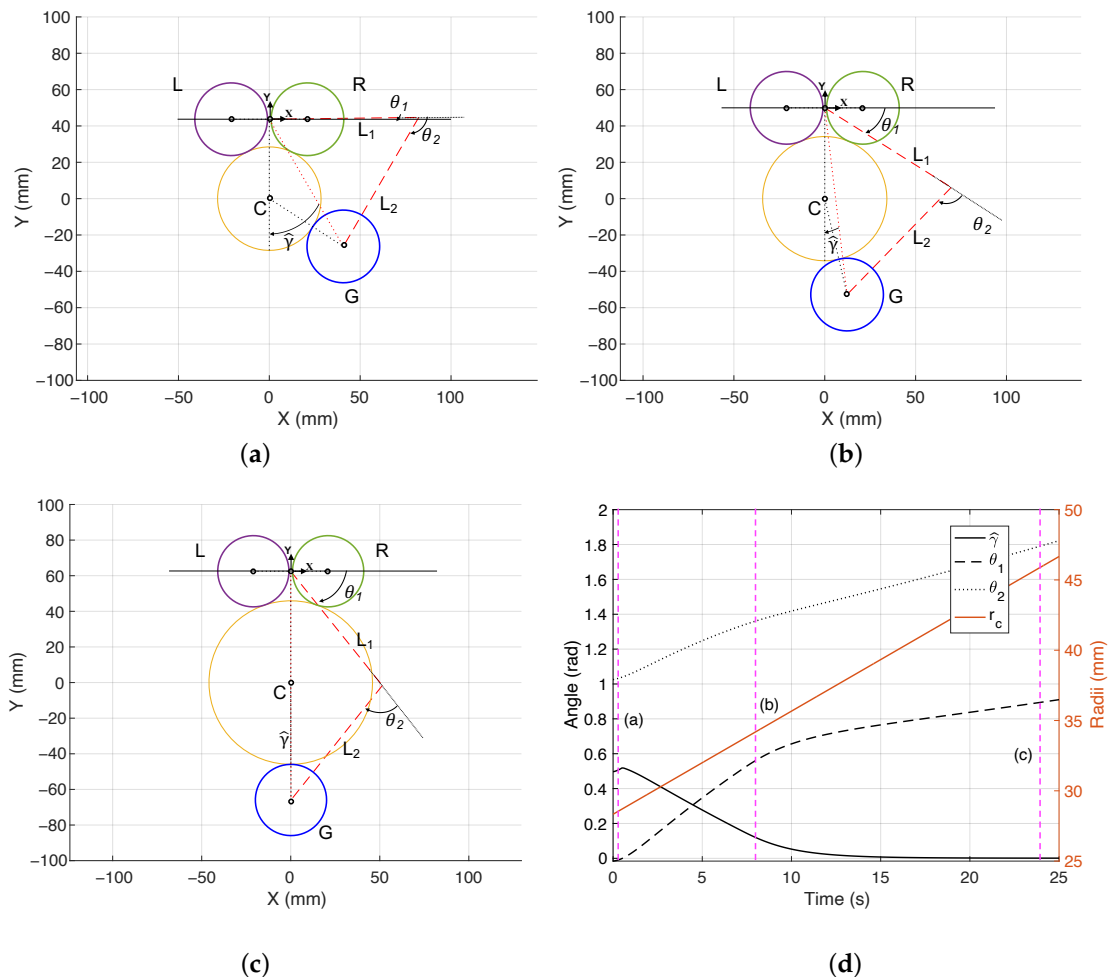 100
80
60
40
20
0
−20
−40
−60
−80
−100
−100 −50 0 50 100
X (mm)
Y (mm)
L
R
Y
X
θ1
θ2
L1
L2
C
γ̂
G
(a)
100
80
60
40
20
0
−20
−40
−60
−80
−100
−100 −50 0 50 100
X (mm)
Y (mm)
L
R
Y
X
θ1
L1
C
L2
θ2
γ̂
G
(b)
100
80
60
40
20
0
−20
−40
−60
−80
−100
−100 −50 0 50 100
X (mm)
Y (mm)
L
R
Y
X
θ1
L1
C
θ2
γ̂
L2
G
(c)
2
1.8
1.6
1.4
1.2
1
0.8
0.6
0.4
0.2
0
Angle (rad)
0 5 10 15 20 25
Time (s)
50
45
40
35
30
25
Radii (mm)
γ̂
θ1
θ2
rc
(a)
(b)
(c)
(d)